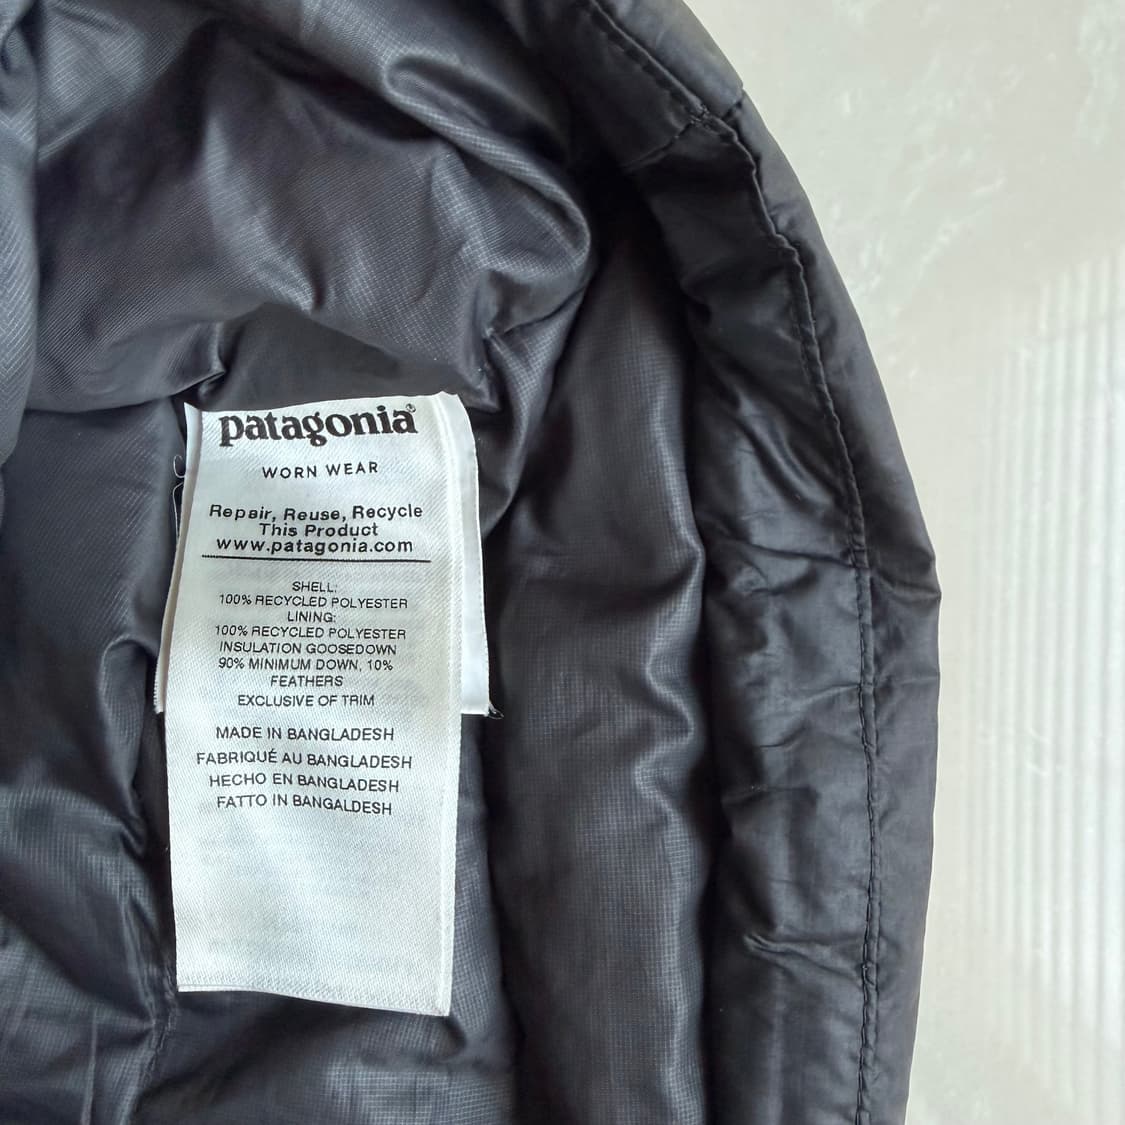 patagonia®
WORN WEAR
Repair, Reuse, Recycle
This Product
www.patagonia.com
SHELL:
100% RECYCLED POLYESTER
LINING:
100% RECYCLED POLYESTER
INSULATION GOOSEDOWN
90% MINIMUM DOWN, 10%
FEATHERS
EXCLUSIVE OF TRIM
MADE IN BANGLADESH
FABRIQUÉ AU BANGLADESH
HECHO EN BANGLADESH
FATTO IN BANGALDESH